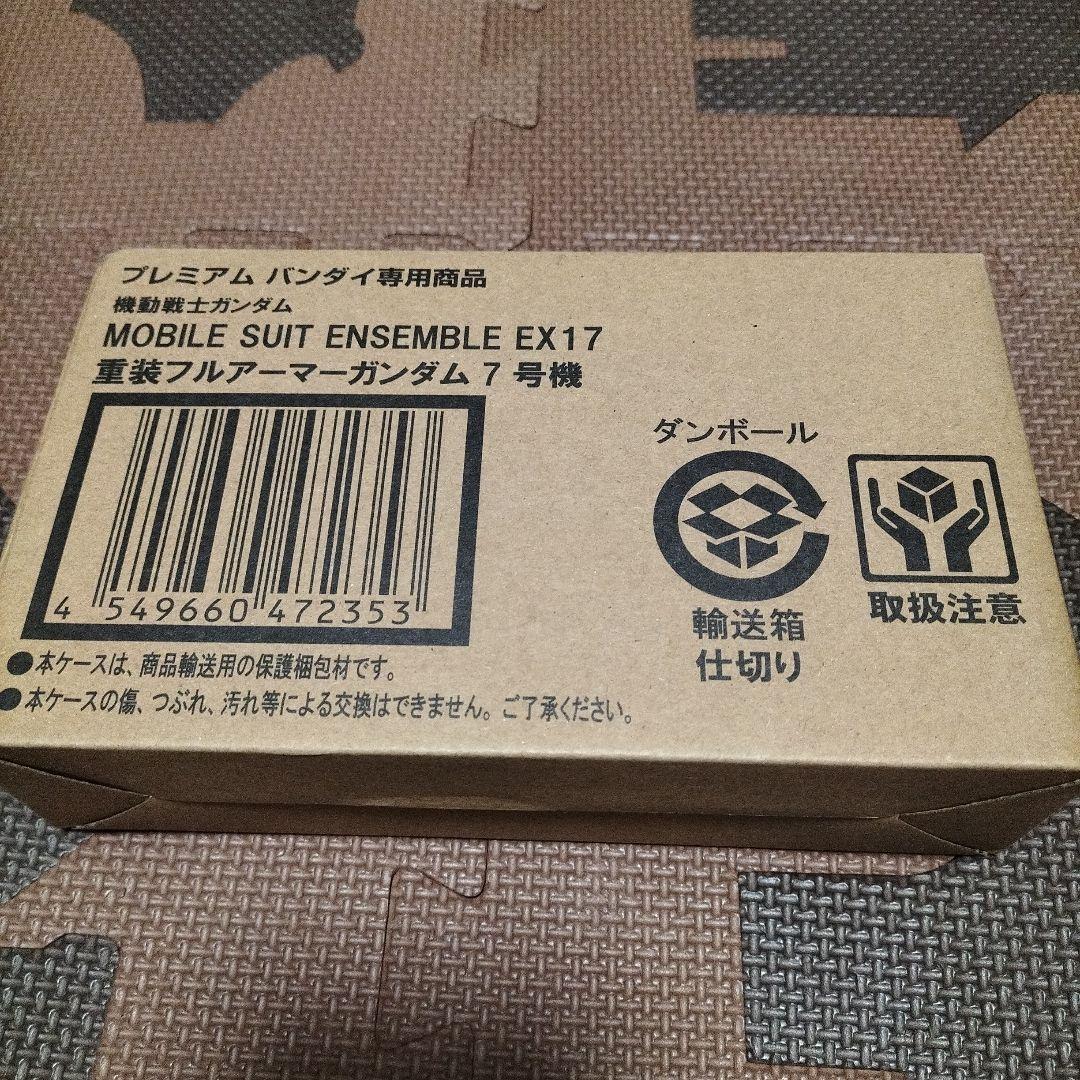 プレミアム バンダイ専用商品
機動戦士ガンダム
MOBILE SUIT ENSEMBLE EX17
重装フルアーマーガンダム 7 号機
4 549660 472353
ダンボール
輸送箱
仕切り
取扱注意
●本ケースは、商品輸送用の保護梱包材です。
●本ケースの傷、つぶれ、汚れ等による交換はできません。ご了承ください。